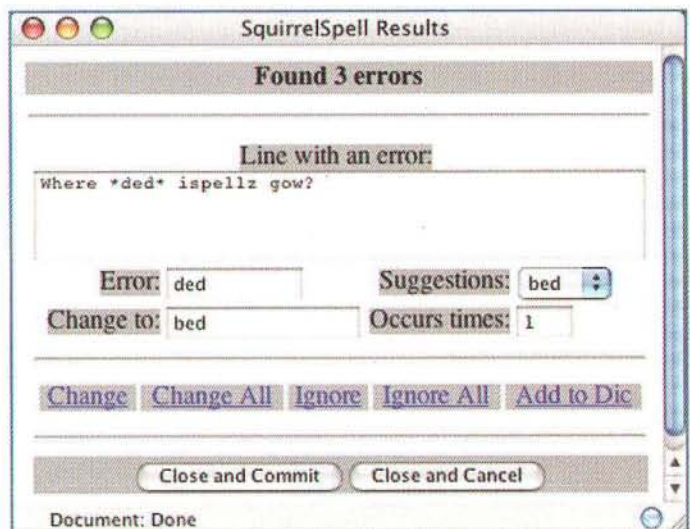 SquirrelSpell Results
Found 3 errors
Line with an error:
Where *ded* ispellz gow?
Error: ded Suggestions: bed
Change to: bed Occurs times: 1
Change Change All Ignore Ignore All Add to Dic
Close and Commit Close and Cancel
Document: Done